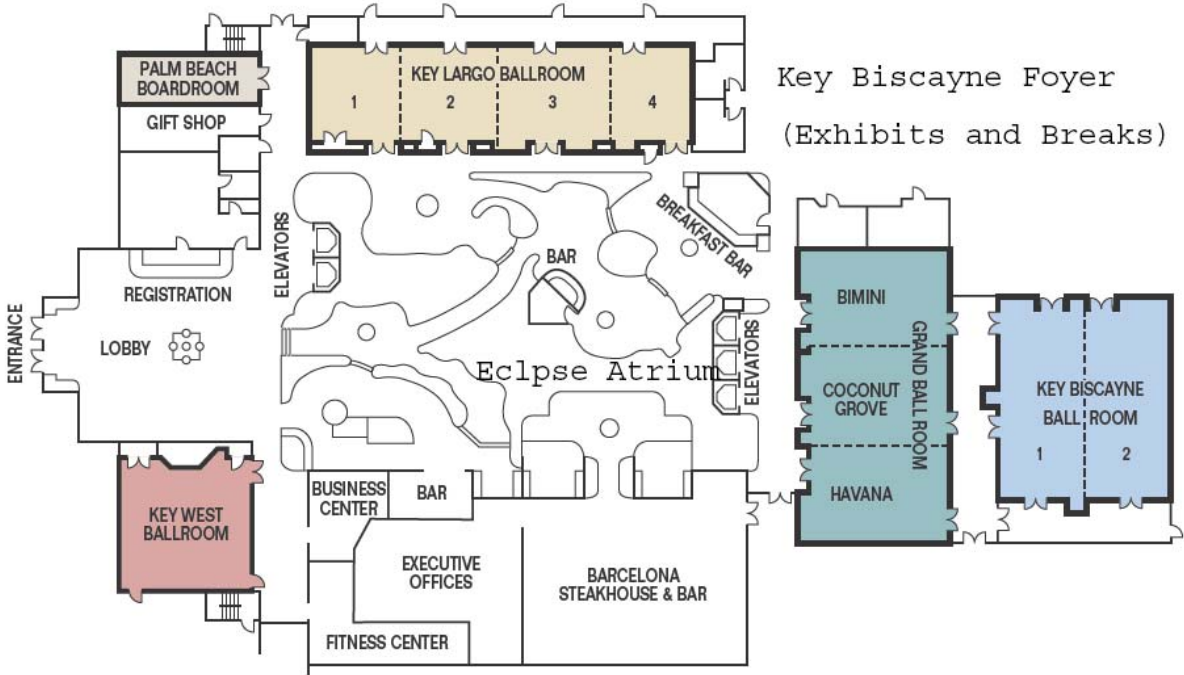 PALM BEACH
BOARDROOM
GIFT SHOP
KEY LARGO BALLROOM
1
2
3
4
Key Biscayne Foyer
(Exhibits and Breaks)
ELEVATORS
BREAKFAST BAR
BAR
REGISTRATION
LOBBY
ENTRANCE
Eclpse Atrium
ELEVATORS
BIMINI
COCONUT
GROVE
HAVANA
GRAND BALL ROOM
KEY BISCAYNE
BALL ROOM
1
2
KEY WEST
BALLROOM
BUSINESS
CENTER
BAR
EXECUTIVE
OFFICES
BARCELONA
STEAKHOUSE & BAR
FITNESS CENTER